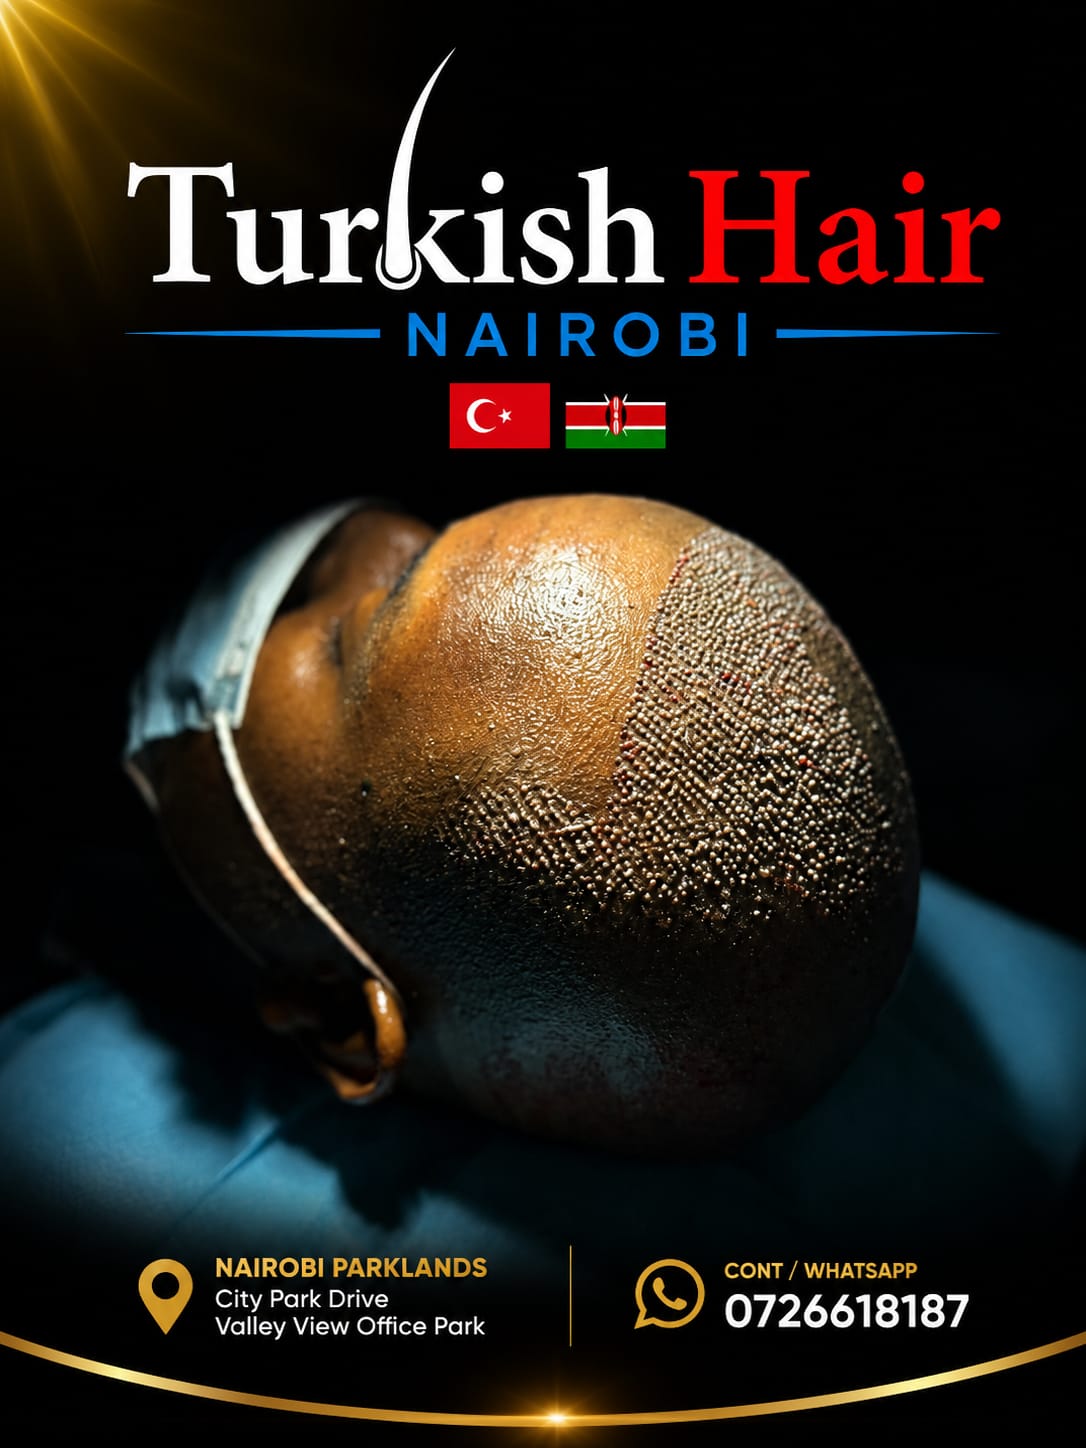 Turkish Hair
NAIROBI
NAIROBI PARKLANDS
City Park Drive
Valley View Office Park
CONT / WHATSAPP
0726618187